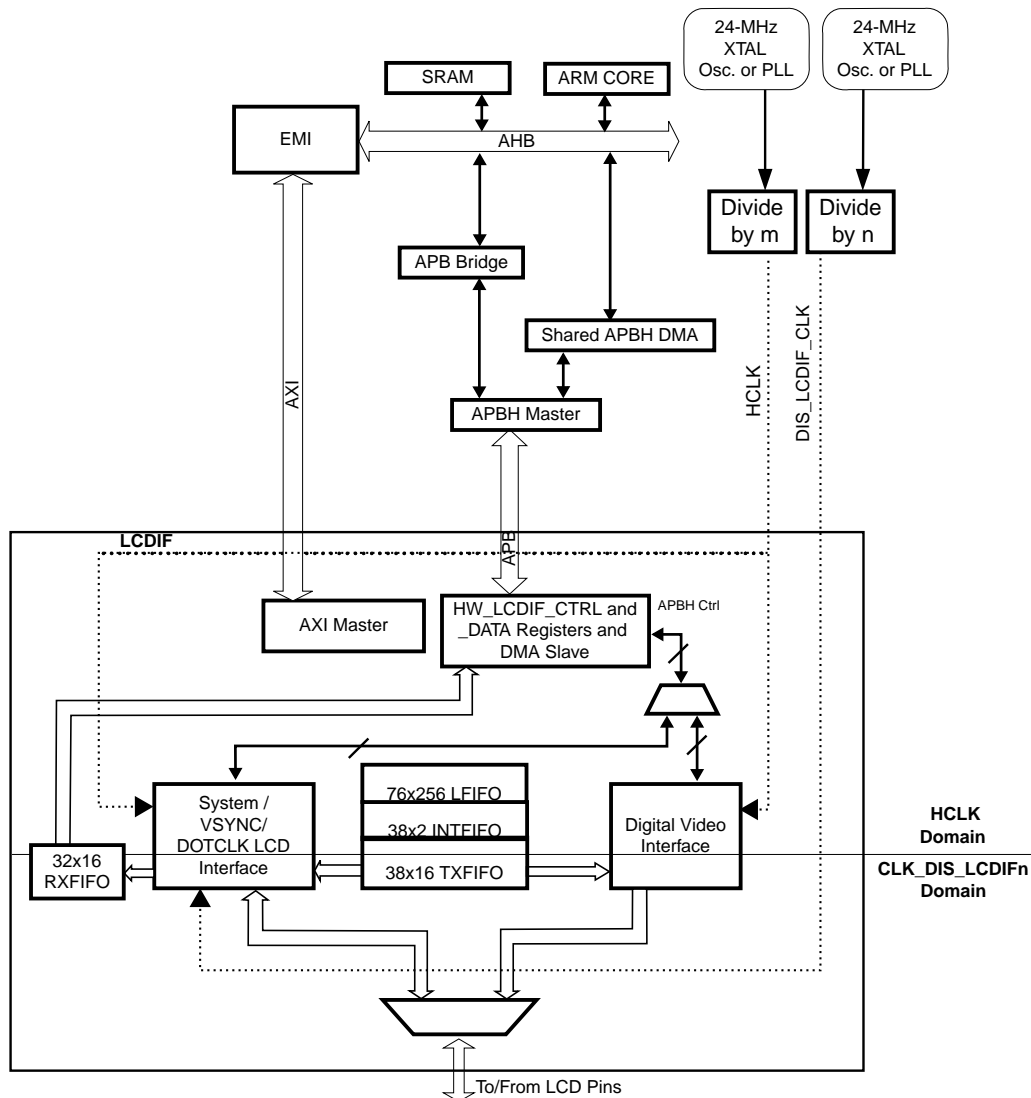 24-MHz
XTAL
Osc. or PLL
24-MHz
XTAL
Osc. or PLL
SRAM
ARM CORE
EMI
AHB
Divide
by m
Divide
by n
APB Bridge
Shared APBH DMA
AXI
HCLK
DIS_LCDIF_CLK
APBH Master
LCDIF
APB
AXI Master
HW_LCDIF_CTRL and
_DATA Registers and
DMA Slave
APBH Ctrl
System /
VSYNC/
DOTCLK LCD
Interface
76x256 LFIFO
38x2 INTFIFO
38x16 TXFIFO
Digital Video
Interface
HCLK
Domain
32x16
RXFIFO
CLK_DIS_LCDIFn
Domain
To/From LCD Pins